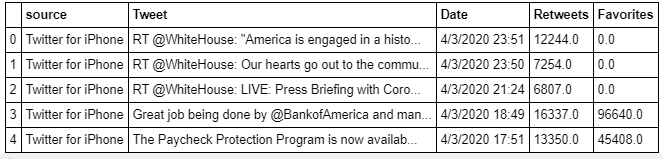 source Tweet Date Retweets Favorites
0 Twitter for iPhone RT @WhiteHouse: "America is engaged in a histo... 4/3/2020 23:51 12244.0 0.0
1 Twitter for iPhone RT @WhiteHouse: Our hearts go out to the commu... 4/3/2020 23:50 7254.0 0.0
2 Twitter for iPhone RT @WhiteHouse: LIVE: Press Briefing with Coro... 4/3/2020 21:24 6807.0 0.0
3 Twitter for iPhone Great job being done by @BankofAmerica and man... 4/3/2020 18:49 16337.0 96640.0
4 Twitter for iPhone The Paycheck Protection Program is now availab... 4/3/2020 17:51 13350.0 45408.0